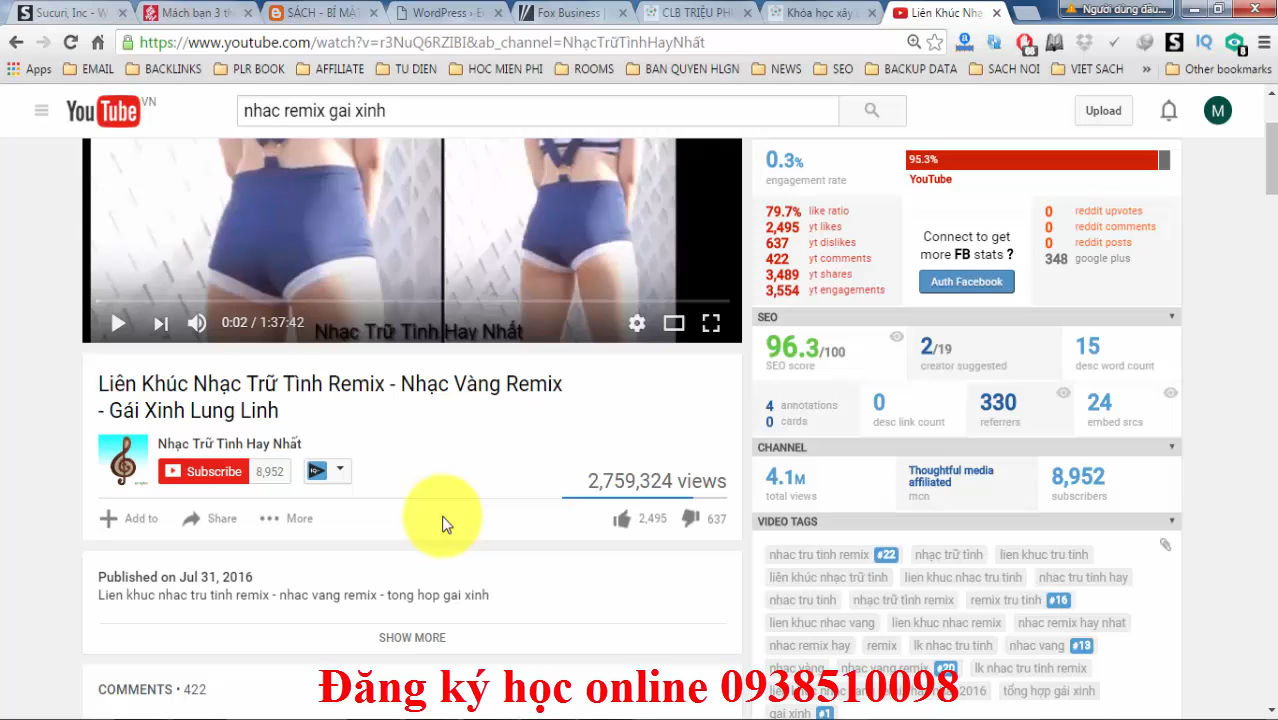 Sucuri, Inc - W
Mách bạn 3 th
SÁCH - BÍ MẬT
WordPress › E
Fox Business |
CLB TRIỆU PH
Khóa học xây
Liên Khúc Nha
Người dùng đầu...
https://www.youtube.com/watch?v=r3NuQ6RZIBI&ab_channel=NhạcTrữTìnhHayNhất
Apps EMAIL BACKLINKS PLR BOOK AFFILIATE TU DIEN HOC MIEN PHI ROOMS BAN QUYEN HLGN NEWS SEO BACKUP DATA SACH NOI VIET SACH » Other bookmarks
YouTube VN
nhac remix gai xinh
Upload
M
0:02 / 1:37:42
Nhạc Trữ Tình Hay Nhất
Liên Khúc Nhạc Trữ Tình Remix - Nhạc Vàng Remix
- Gái Xinh Lung Linh
Nhạc Trữ Tình Hay Nhất
Subscribe 8,952
2,759,324 views
Add to Share More 2,495 637
Published on Jul 31, 2016
Lien khuc nhac tru tinh remix - nhac vang remix - tong hop gai xinh
SHOW MORE
COMMENTS • 422
0.3%
engagement rate
95.3%
YouTube
79.7% like ratio
2,495 yt likes
637 yt dislikes
422 yt comments
3,489 yt shares
3,554 yt engagements
Connect to get
more FB stats ?
Auth Facebook
0 reddit upvotes
0 reddit comments
0 reddit posts
348 google plus
SEO
96.3/100
SEO score
2/19
creator suggested
15
desc word count
4 annotations
0 cards
0
desc link count
330
referrers
24
embed srcs
CHANNEL
4.1M
total views
Thoughtful media
affiliated
mcn
8,952
subscribers
VIDEO TAGS
nhac tru tinh remix #22 nhạc trữ tình lien khuc tru tinh
liên khúc nhạc trữ tình lien khuc nhac tru tinh nhac tru tinh hay
nhac tru tinh nhạc trữ tình remix remix tru tinh #16
lien khuc nhac vang lien khuc nhac remix nhac remix hay nhat
nhac remix hay remix lk nhac tru tinh nhac vang #13
nhạc vàng nhac vang remix #20 lk nhac tru tinh remix
2016 tổng hợp gái xinh
gai xinh #1
Đăng ký học online 0938510098